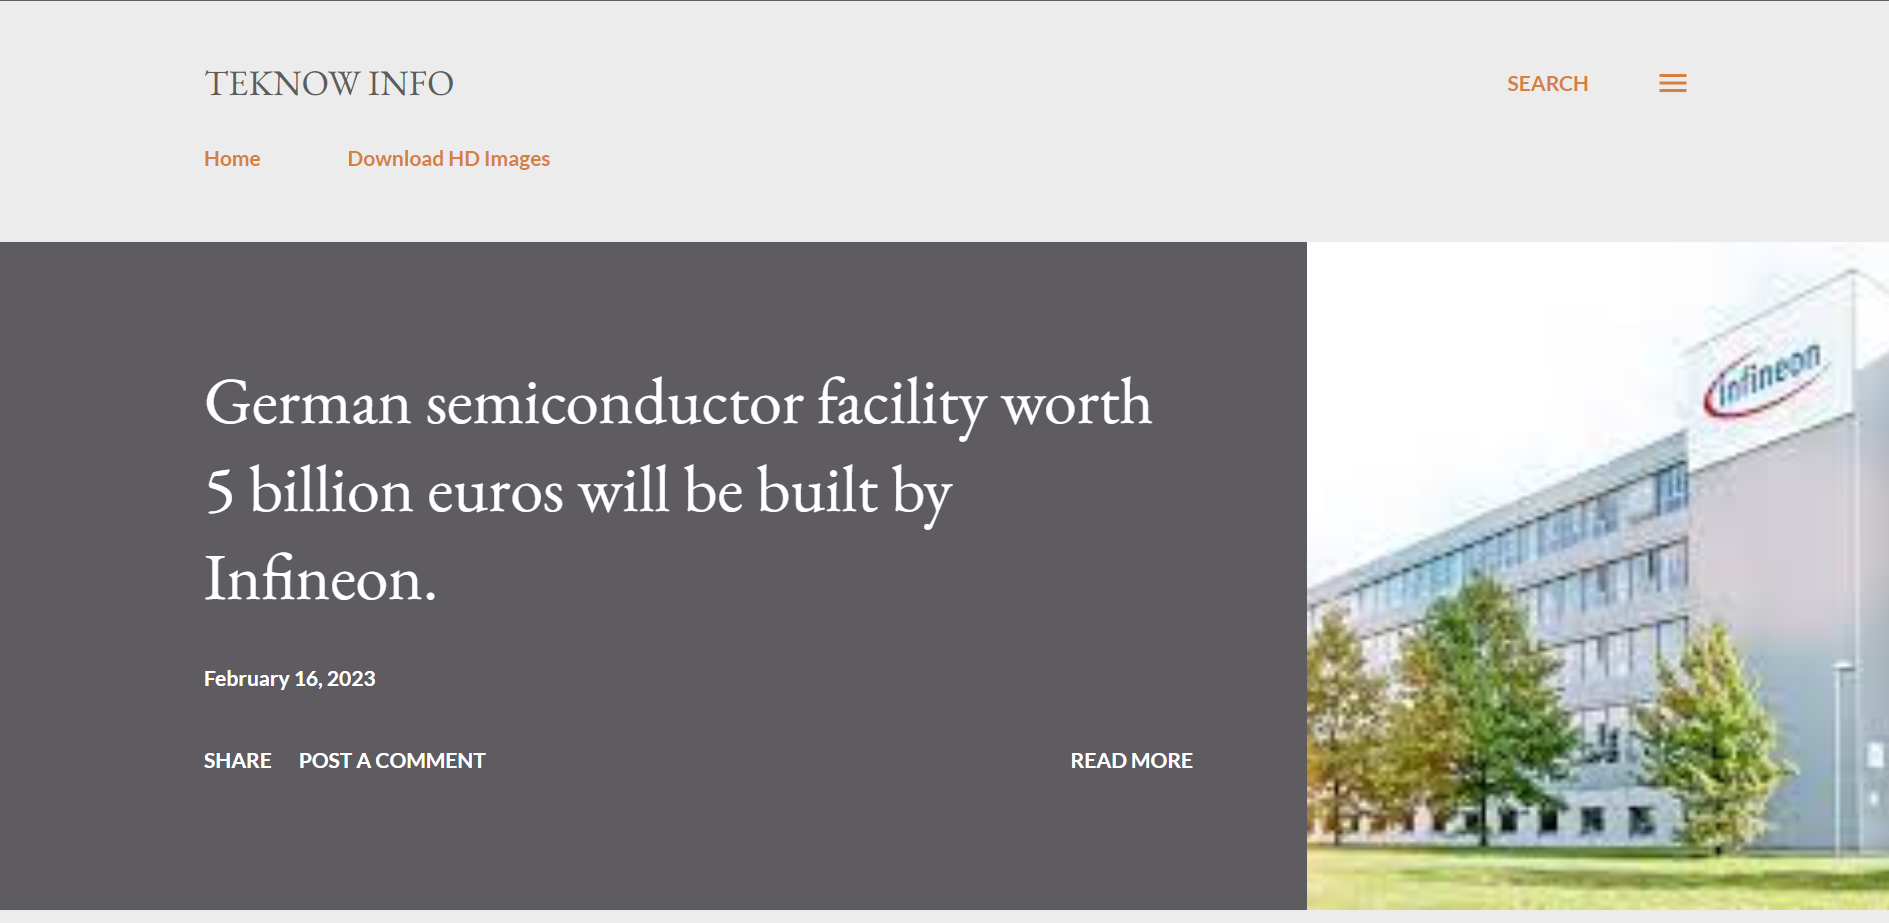 TEKNOW INFO
SEARCH
Home
Download HD Images
German semiconductor facility worth
5 billion euros will be built by
Infineon.
February 16, 2023
SHARE
POST A COMMENT
READ MORE
infineon